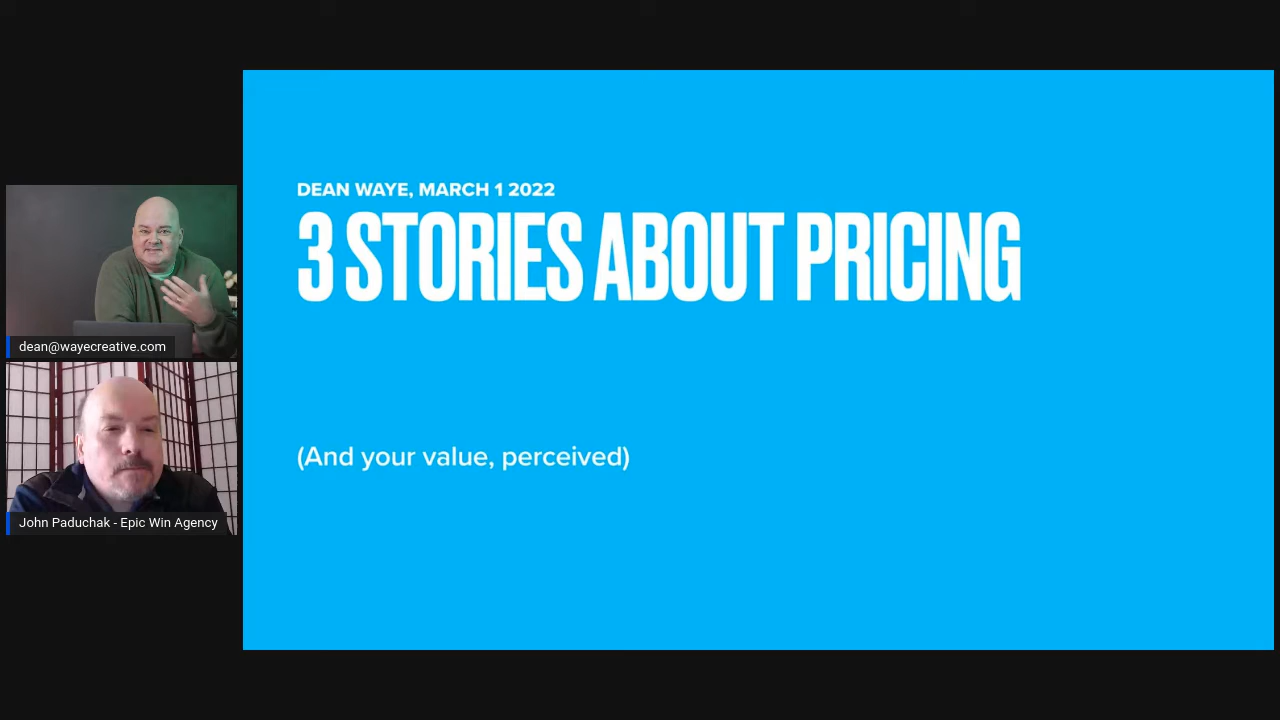 DEAN WAYE, MARCH 1 2022
3 STORIES ABOUT PRICING
(And your value, perceived)
dean@wayecreative.com
John Paduchak - Epic Win Agency